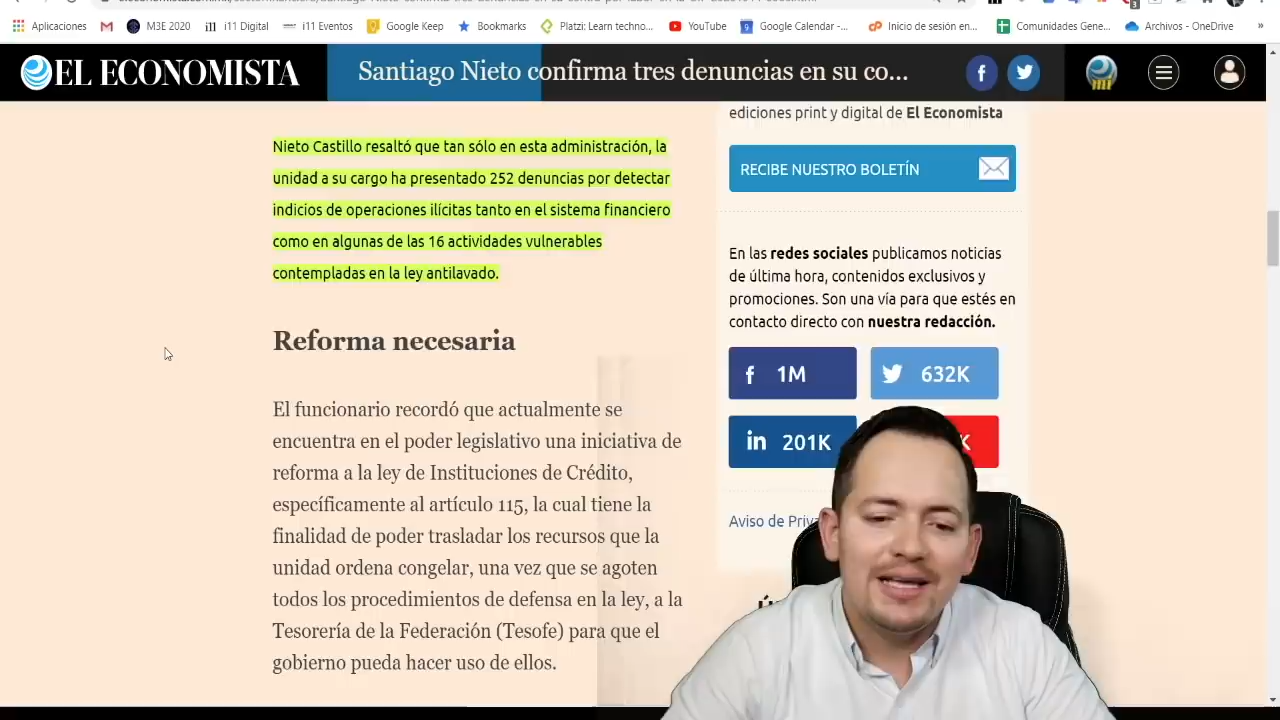 Aplicaciones
M3E 2020
i11 Digital
i11 Eventos
Google Keep
Bookmarks
Platzi: Learn techno...
YouTube
Google Calendar -...
Inicio de sesión en...
Comunidades Gene...
Archivos - OneDrive
»
EL ECONOMISTA
Santiago Nieto confirma tres denuncias en su co...
Nieto Castillo resaltó que tan sólo en esta administración, la
unidad a su cargo ha presentado 252 denuncias por detectar
indicios de operaciones ilícitas tanto en el sistema financiero
como en algunas de las 16 actividades vulnerables
contempladas en la ley antilavado.
Reforma necesaria
El funcionario recordó que actualmente se
encuentra en el poder legislativo una iniciativa de
reforma a la ley de Instituciones de Crédito,
específicamente al artículo 115, la cual tiene la
finalidad de poder trasladar los recursos que la
unidad ordena congelar, una vez que se agoten
todos los procedimientos de defensa en la ley, a la
Tesorería de la Federación (Tesofe) para que el
gobierno pueda hacer uso de ellos.
ediciones print y digital de El Economista
RECIBE NUESTRO BOLETÍN
En las redes sociales publicamos noticias
de última hora, contenidos exclusivos y
promociones. Son una vía para que estés en
contacto directo con nuestra redacción.
1M
632K
201K
K
Aviso de